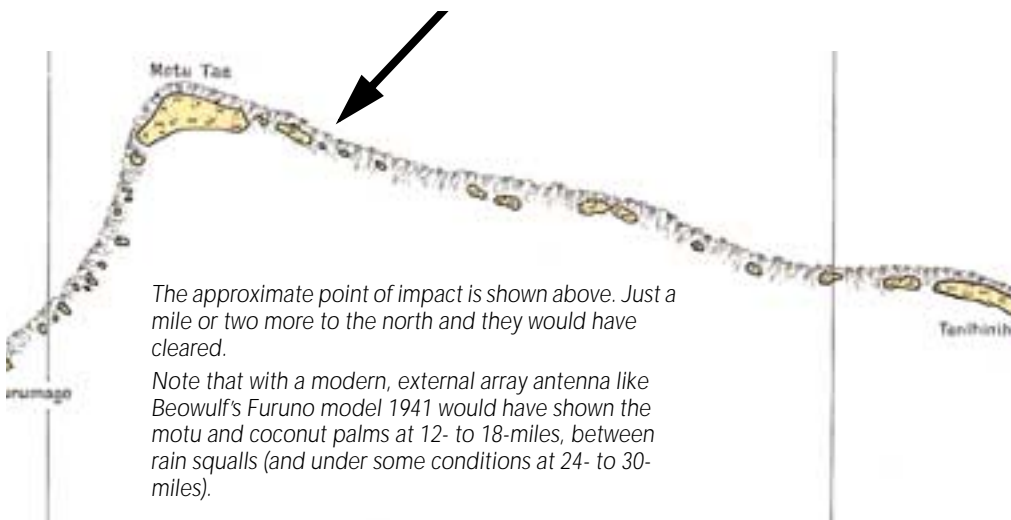 Motu Tae
The approximate point of impact is shown above. Just a
mile or two more to the north and they would have
cleared.
Note that with a modern, external array antenna like
Beowulf's Furuno model 1941 would have shown the
motu and coconut palms at 12- to 18-miles, between
rain squalls (and under some conditions at 24- to 30-
miles).